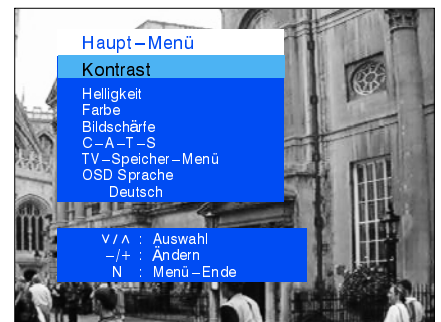 Haupt–Menü
Kontrast
Helligkeit
Farbe
Bildschärfe
C–A–T–S
TV–Speicher–Menü
OSD Sprache
Deutsch
∨/∧ : Auswahl
–/+ : Ändern
N : Menü–Ende